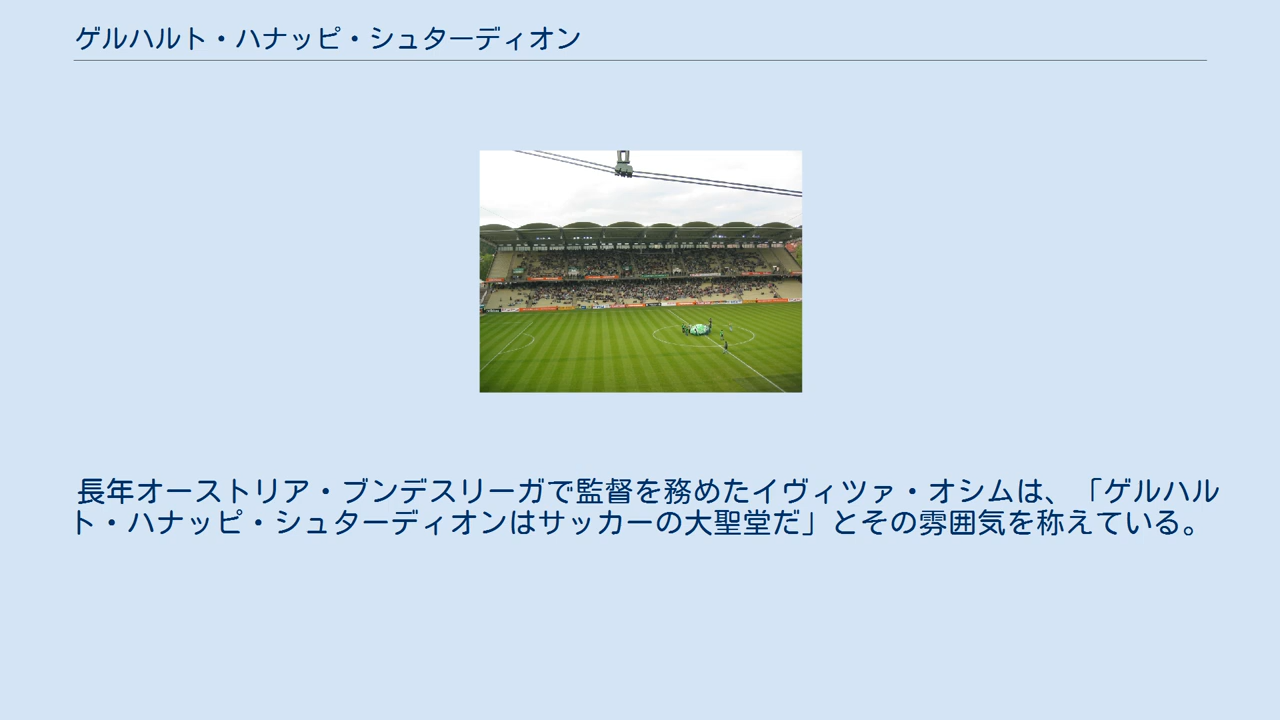 ゲルハルト・ハナッピ・シュターディオン
長年オーストリア・ブンデスリーガで監督を務めたイヴィツァ・オシムは、「ゲルハル
ト・ハナッピ・シュターディオンはサッカーの大聖堂だ」とその雰囲気を称えている。